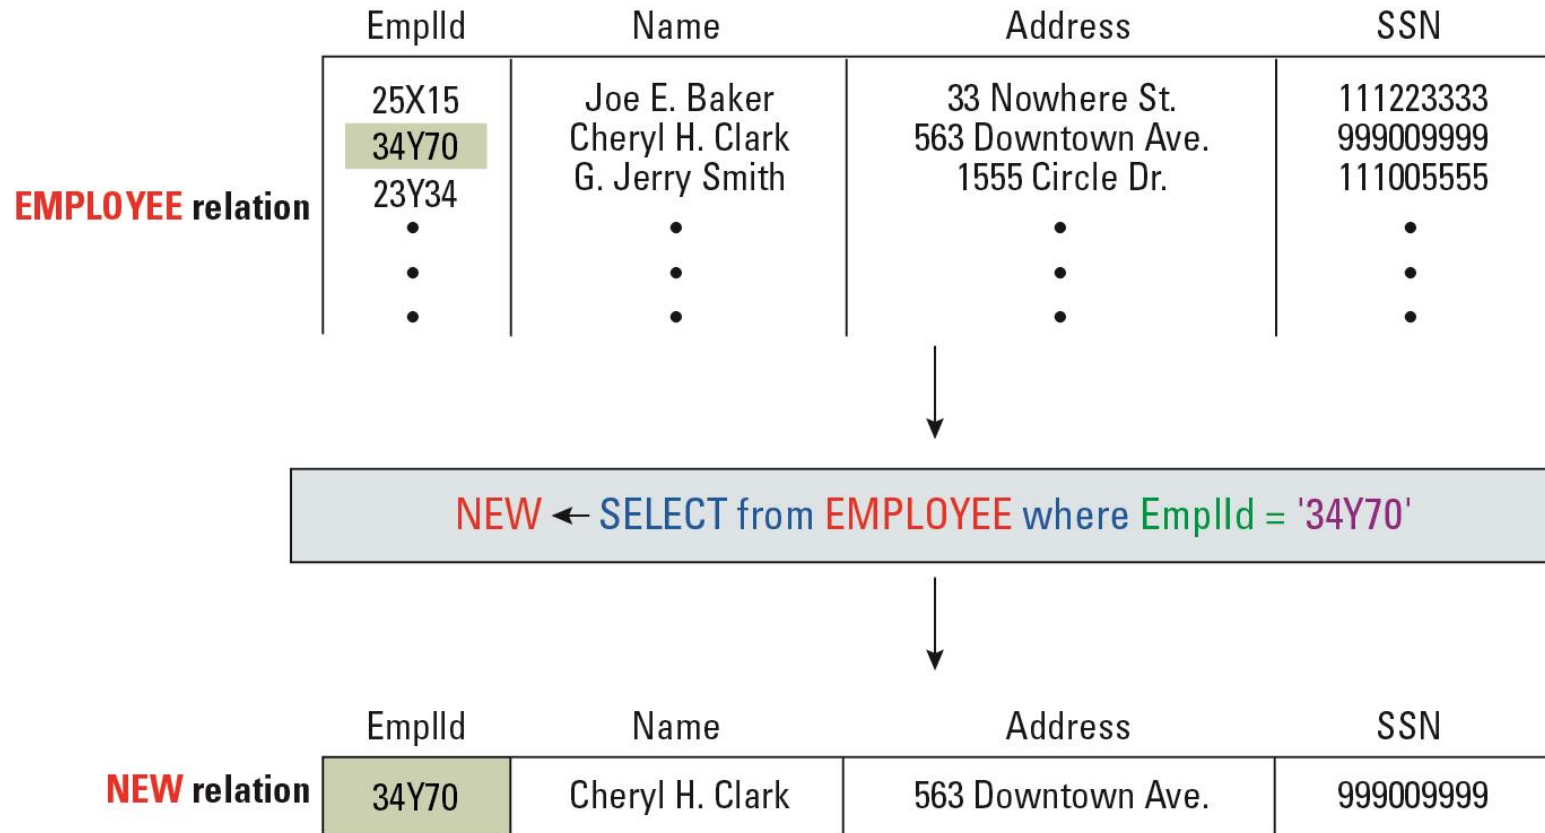 EmplId Name Address SSN
25X15 Joe E. Baker 33 Nowhere St. 111223333
34Y70 Cheryl H. Clark 563 Downtown Ave. 999009999
23Y34 G. Jerry Smith 1555 Circle Dr. 111005555
EMPLOYEE relation
• • • •
• • • •
• • • •
NEW ← SELECT from EMPLOYEE where EmplId = '34Y70'
EmplId Name Address SSN
NEW relation 34Y70 Cheryl H. Clark 563 Downtown Ave. 999009999